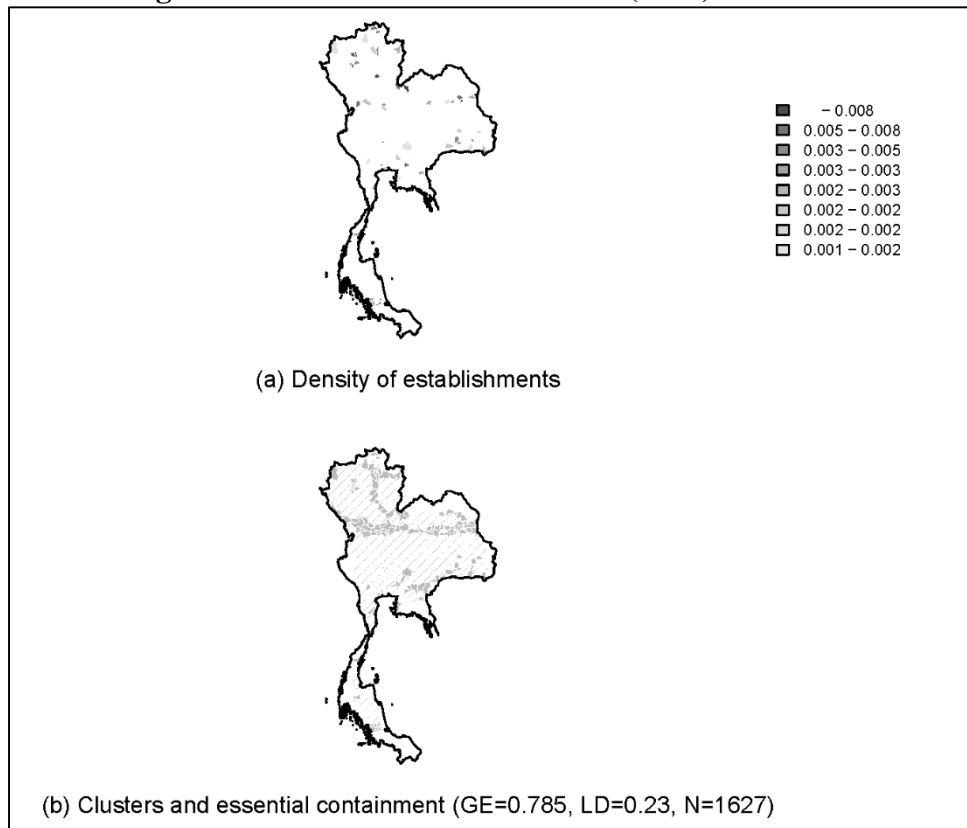 − 0.008
0.005 − 0.008
0.003 − 0.005
0.003 − 0.003
0.002 − 0.003
0.002 − 0.002
0.002 − 0.002
0.001 − 0.002
(a) Density of establishments
(b) Clusters and essential containment (GE=0.785, LD=0.23, N=1627)